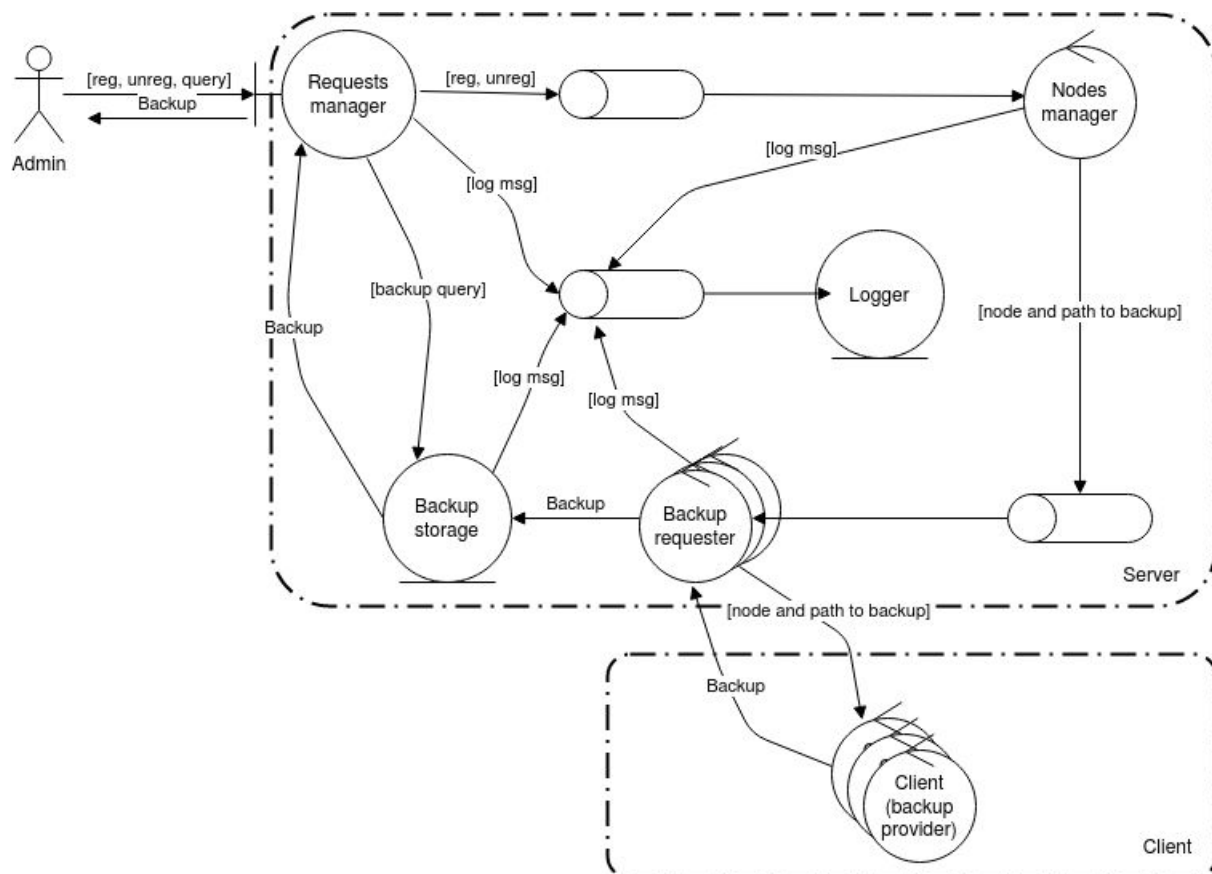 [reg, unreg, query]
Backup
Admin
Requests
manager
[reg, unreg]
Nodes
manager
[log msg]
[log msg]
[backup query]
Logger
[node and path to backup]
Backup
[log msg]
[log msg]
Backup
storage
Backup
Backup
requester
Server
[node and path to backup]
Backup
Client
(backup
provider)
Client